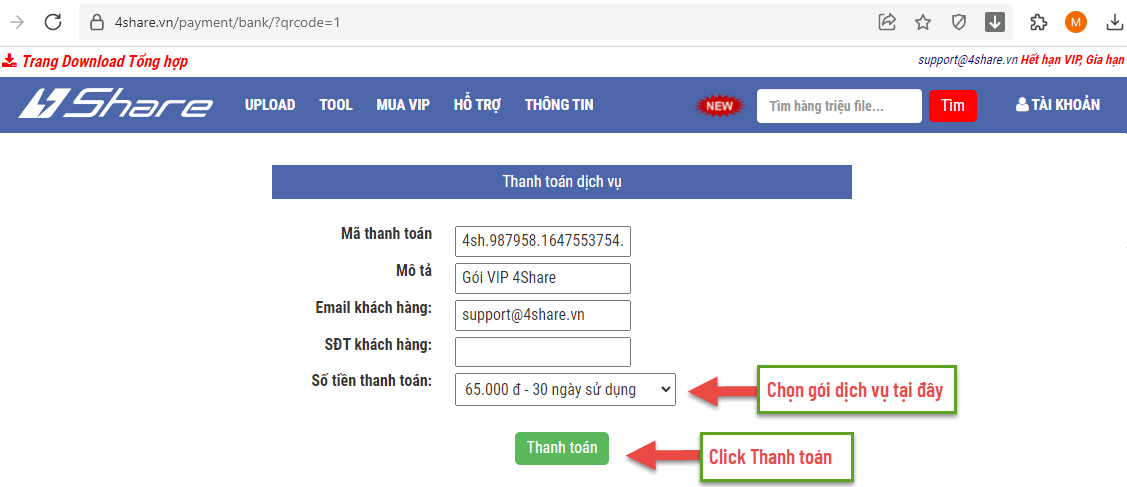 4share.vn/payment/bank/?qrcode=1
M
Trang Download Tổng hợp
support@4share.vn Hết hạn VIP, Gia hạn
4Share UPLOAD TOOL MUA VIP HỖ TRỢ THÔNG TIN NEW Tìm hàng triệu file... Tìm TÀI KHOẢN
Thanh toán dịch vụ
Mã thanh toán 4sh.987958.1647553754.
Mô tả Gói VIP 4Share
Email khách hàng: support@4share.vn
SĐT khách hàng:
Số tiền thanh toán: 65.000 đ - 30 ngày sử dụng Chọn gói dịch vụ tại đây
Thanh toán Click Thanh toán